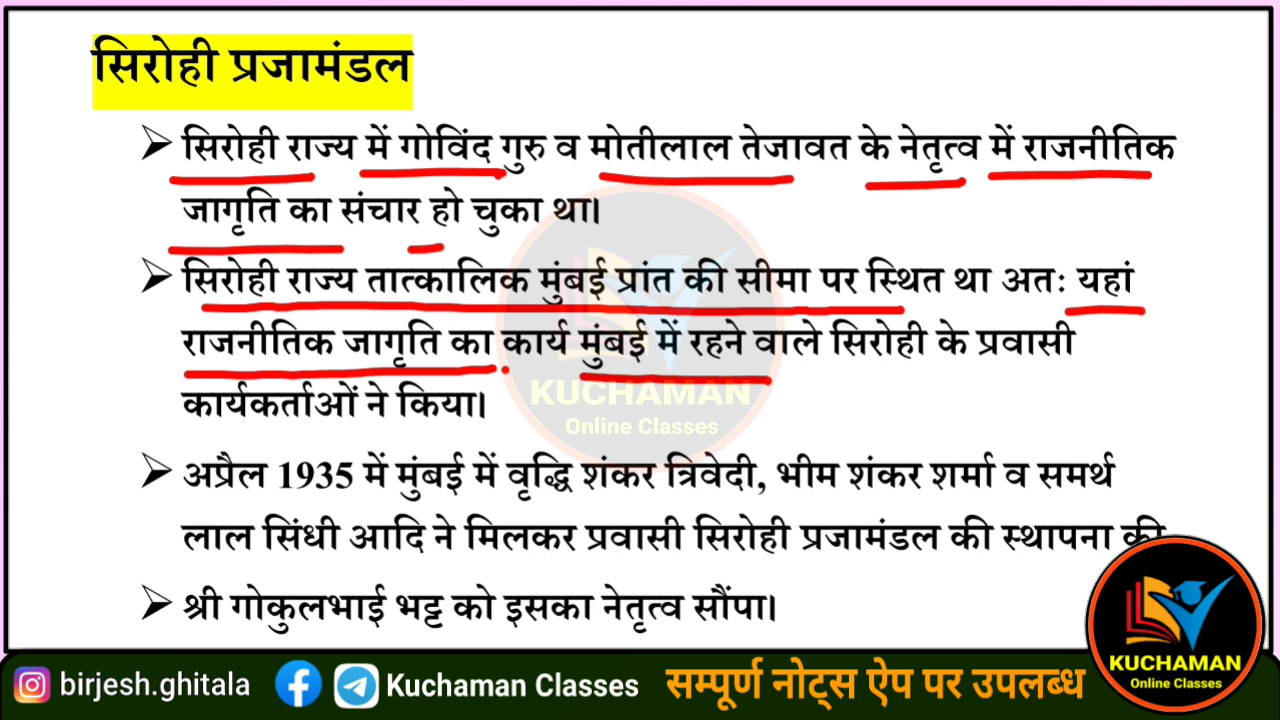 सिरोही प्रजामंडल
सिरोही राज्य में गोविंद गुरु व मोतीलाल तेजावत के नेतृत्व में राजनीतिक
जागृति का संचार हो चुका था।
सिरोही राज्य तात्कालिक मुंबई प्रांत की सीमा पर स्थित था अतः यहां
राजनीतिक जागृति का कार्य मुंबई में रहने वाले सिरोही के प्रवासी
कार्यकर्ताओं ने किया।
KUCHAMAN
Online Classes
अप्रैल 1935 में मुंबई में वृद्धि शंकर त्रिवेदी, भीम शंकर शर्मा व समर्थ
लाल सिंधी आदि ने मिलकर प्रवासी सिरोही प्रजामंडल की स्थापना की
श्री गोकुलभाई भट्ट को इसका नेतृत्व सौंपा।
KUCHAMAN
Online Classes
birjesh.ghitala Kuchaman Classes सम्पूर्ण नोट्स ऐप पर उपलब्ध